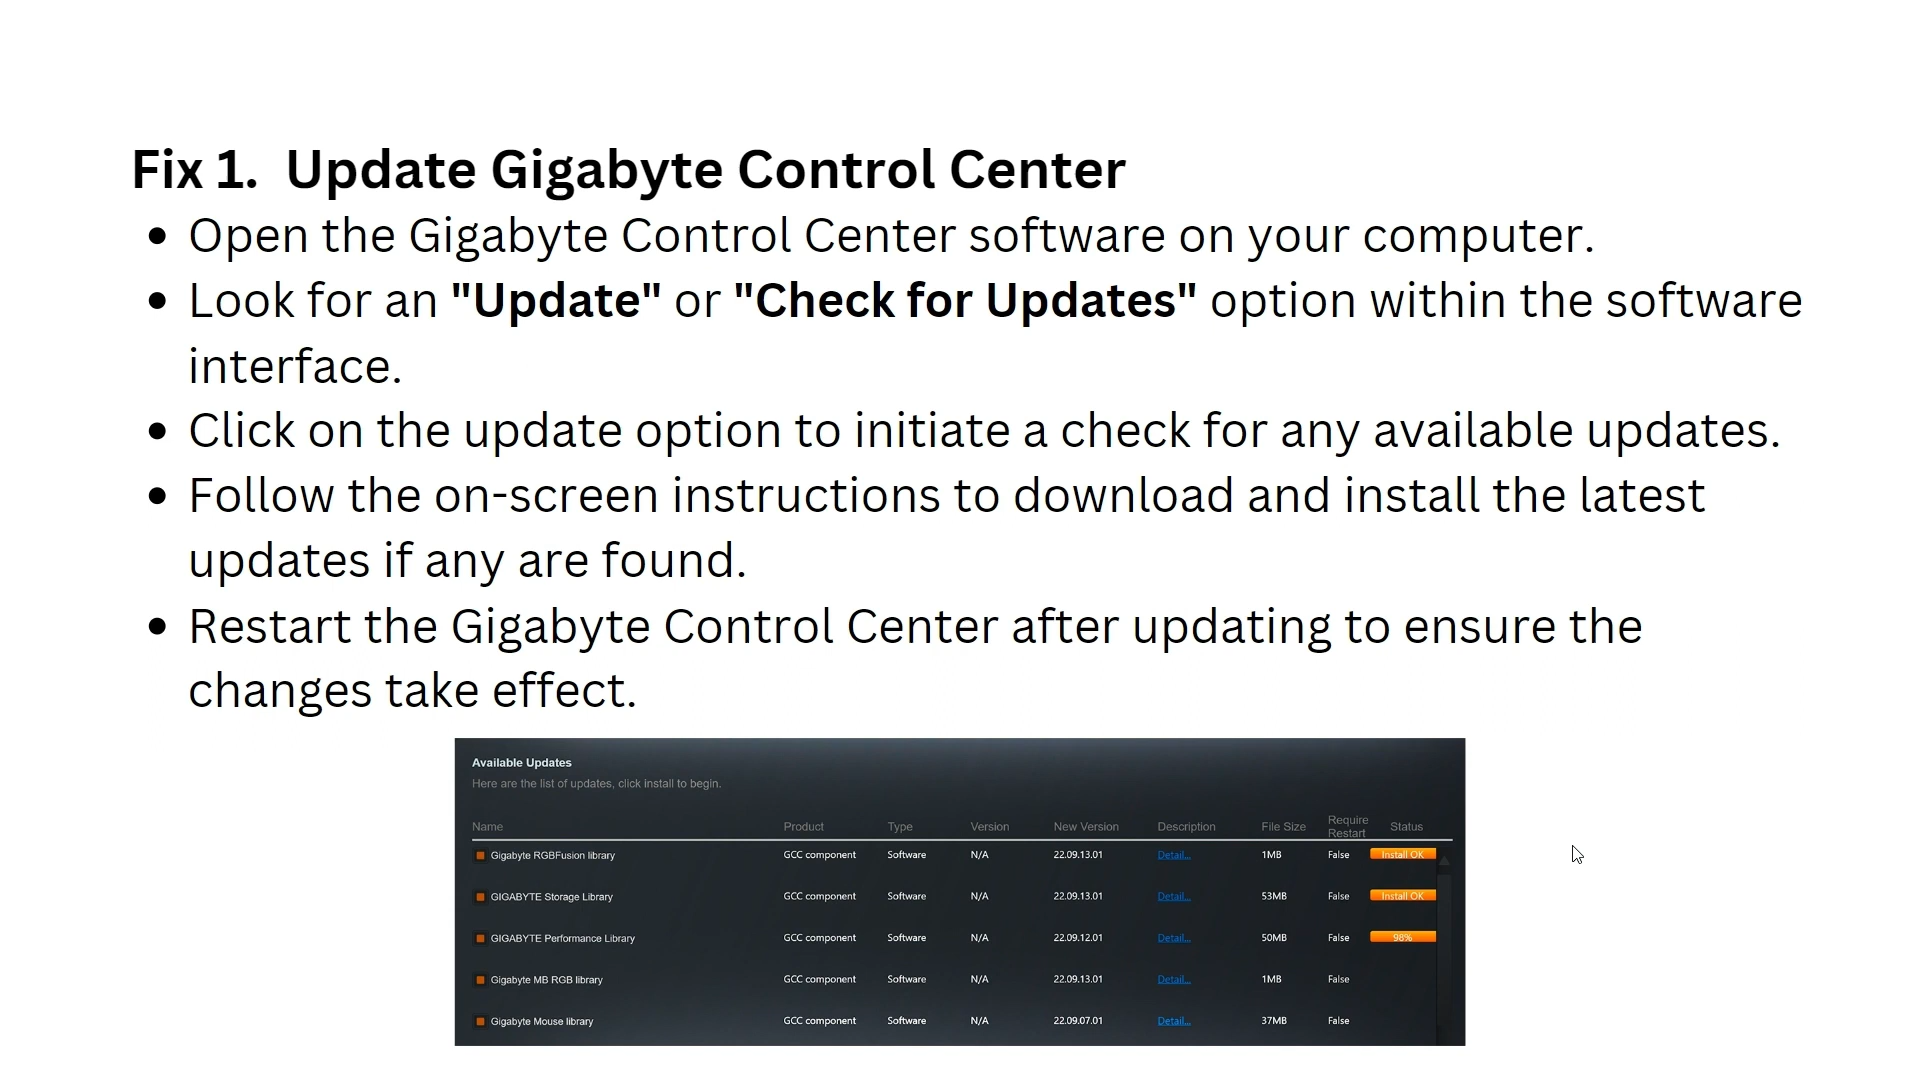 Fix 1. Update Gigabyte Control Center
• Open the Gigabyte Control Center software on your computer.
• Look for an "Update" or "Check for Updates" option within the software
interface.
• Click on the update option to initiate a check for any available updates.
• Follow the on-screen instructions to download and install the latest
updates if any are found.
• Restart the Gigabyte Control Center after updating to ensure the
changes take effect.
Available Updates
Here are the list of updates, click install to begin.
Name Product Type Version New Version Description File Size Require Restart Status
Gigabyte RGBFusion library GCC component Software N/A 22.09.13.01 Detail... 1MB False Install OK
GIGABYTE Storage Library GCC component Software N/A 22.09.13.01 Detail... 53MB False Install OK
GIGABYTE Performance Library GCC component Software N/A 22.09.12.01 Detail... 50MB False 98%
Gigabyte MB RGB library GCC component Software N/A 22.09.13.01 Detail... 1MB False
Gigabyte Mouse library GCC component Software N/A 22.09.07.01 Detail... 37MB False